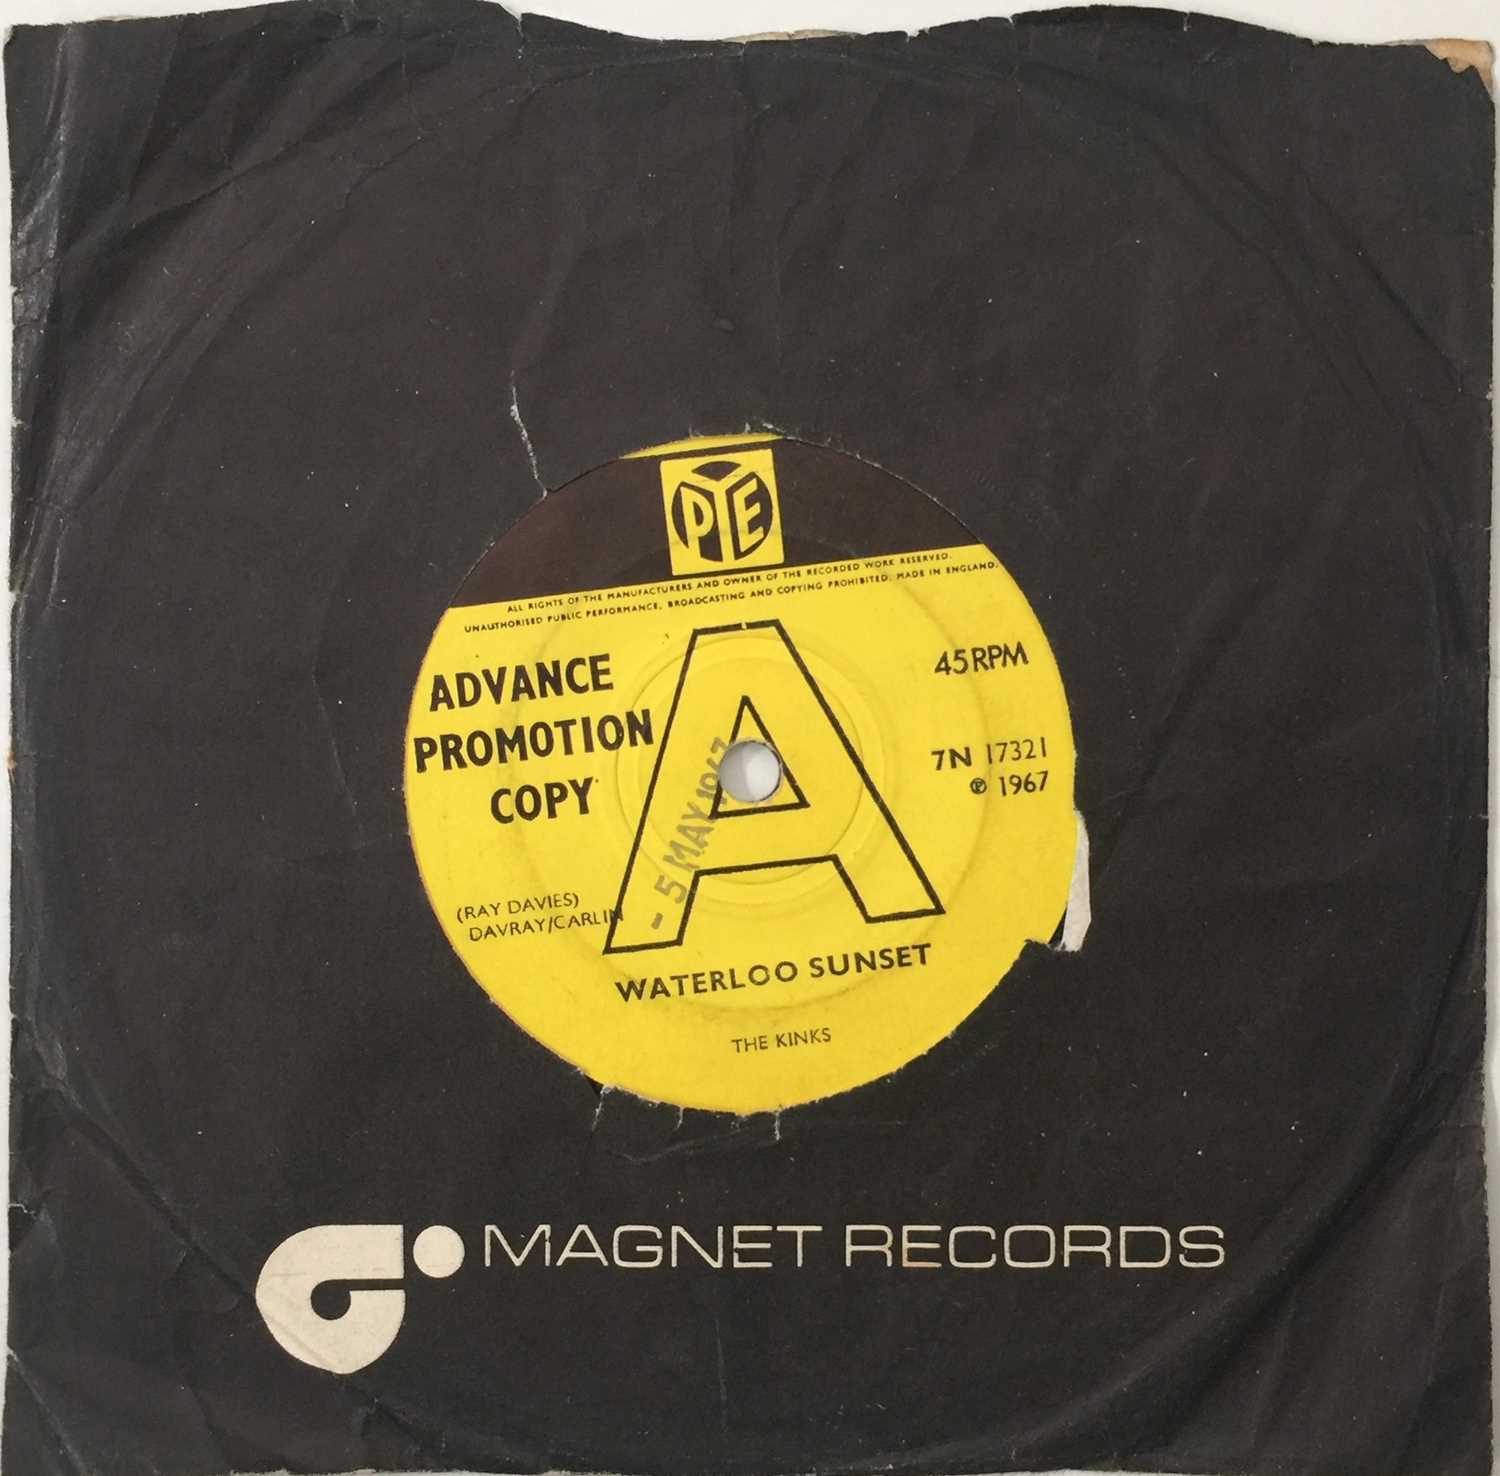 PYE
ALL RIGHTS OF THE MANUFACTURERS AND OWNER OF THE RECORDED WORK RESERVED.
UNAUTHORISED PUBLIC PERFORMANCE, BROADCASTING AND COPYING PROHIBITED. MADE IN ENGLAND.
ADVANCE
PROMOTION
COPY
A
45RPM
7N 17321
℗ 1967
- 5 MAY 1967
(RAY DAVIES)
DAVRAY/CARLIN
WATERLOO SUNSET
THE KINKS
MAGNET RECORDS